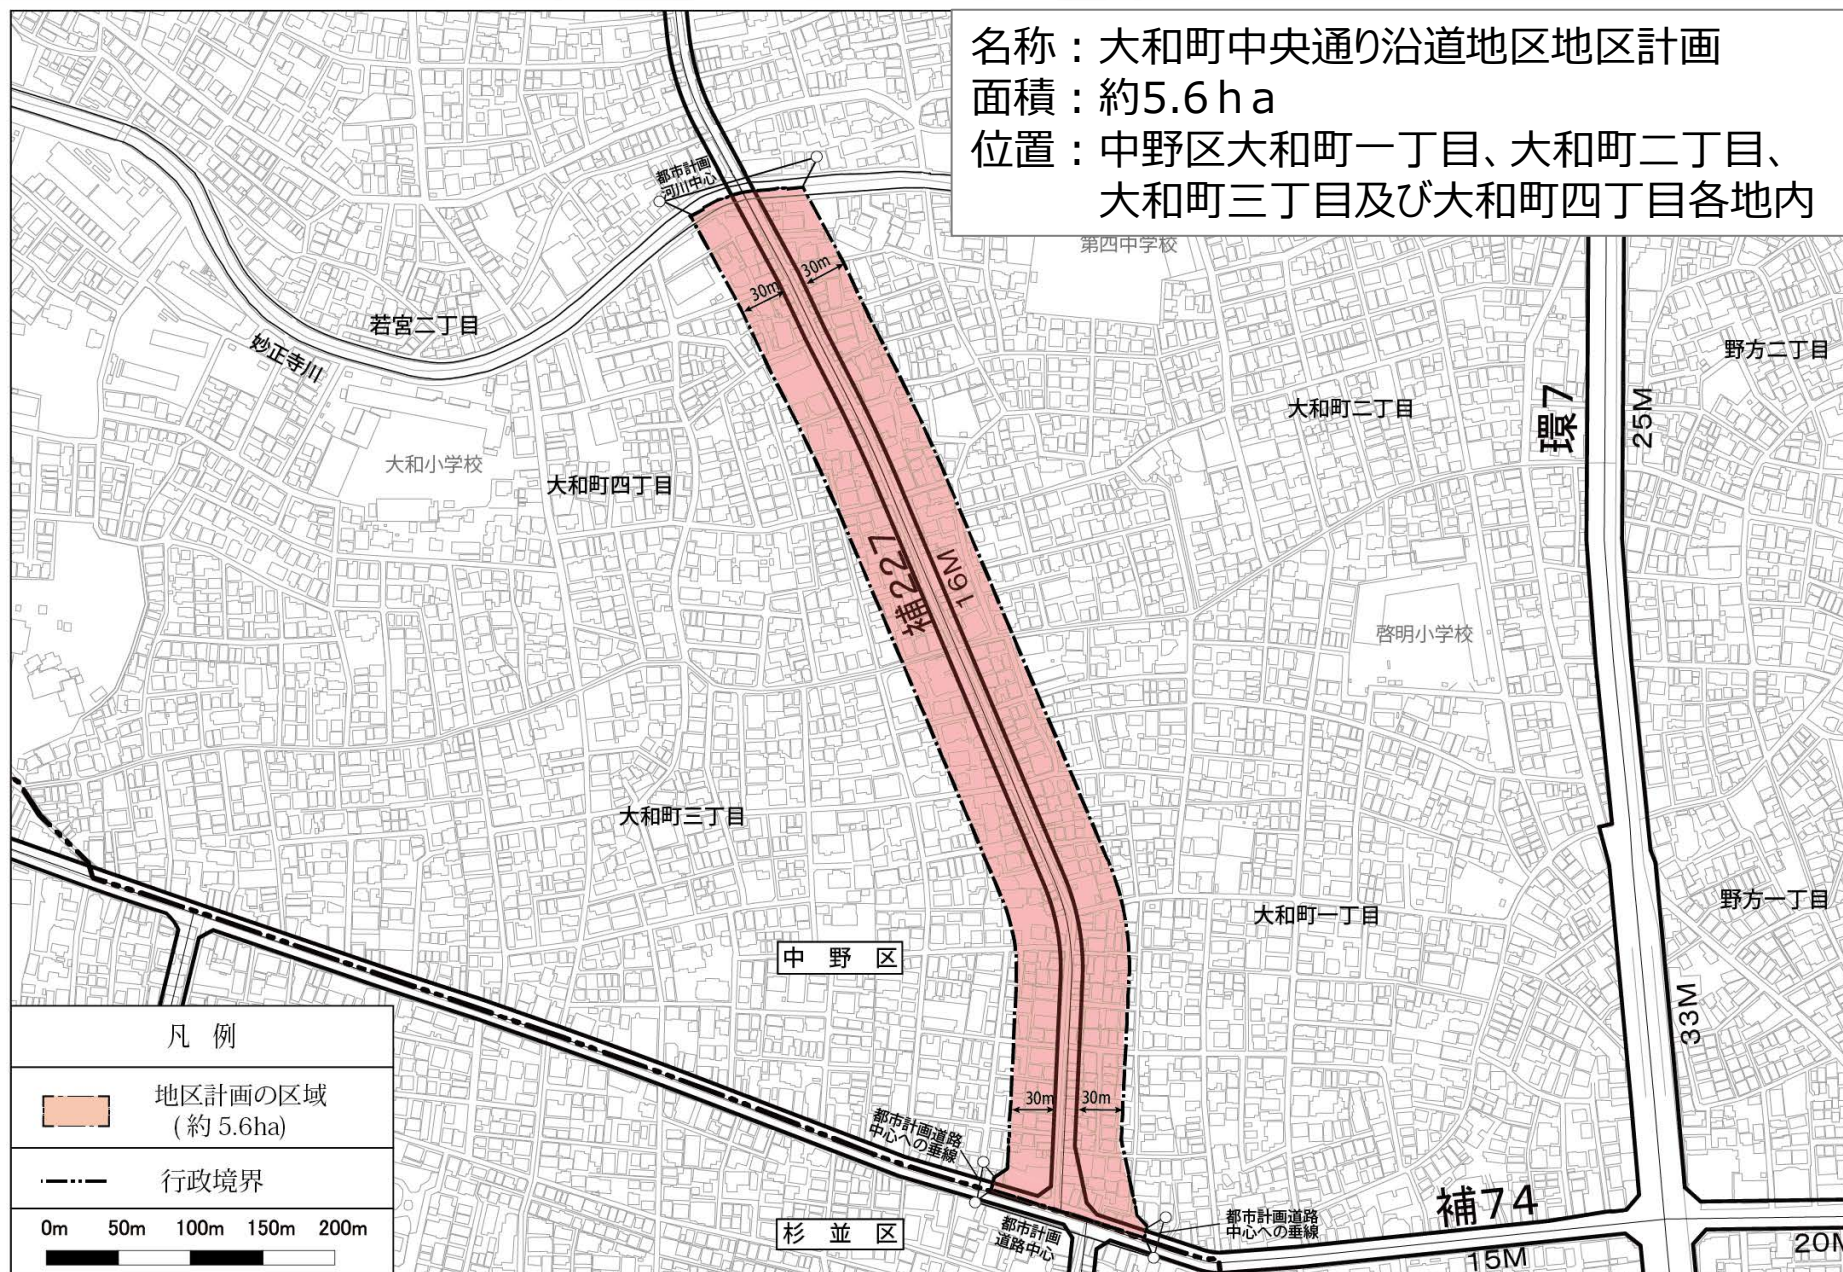 名称：大和町中央通り沿道地区地区計画
面積：約5.6ｈａ
位置：中野区大和町一丁目、大和町二丁目、
大和町三丁目及び大和町四丁目各地内
都市計画
河川中心
第四中学校
30m
30m
若宮二丁目
妙正寺川
野方二丁目
大和町二丁目
環7
25M
大和小学校
大和町四丁目
補227
16M
啓明小学校
大和町三丁目
野方一丁目
大和町一丁目
中野区
33M
30m
30m
都市計画道路
中心への垂線
杉並区
都市計画
道路中心
都市計画道路
中心への垂線
補74
15M
20M
凡例
地区計画の区域
(約5.6ha)
行政境界
0m 50m 100m 150m 200m